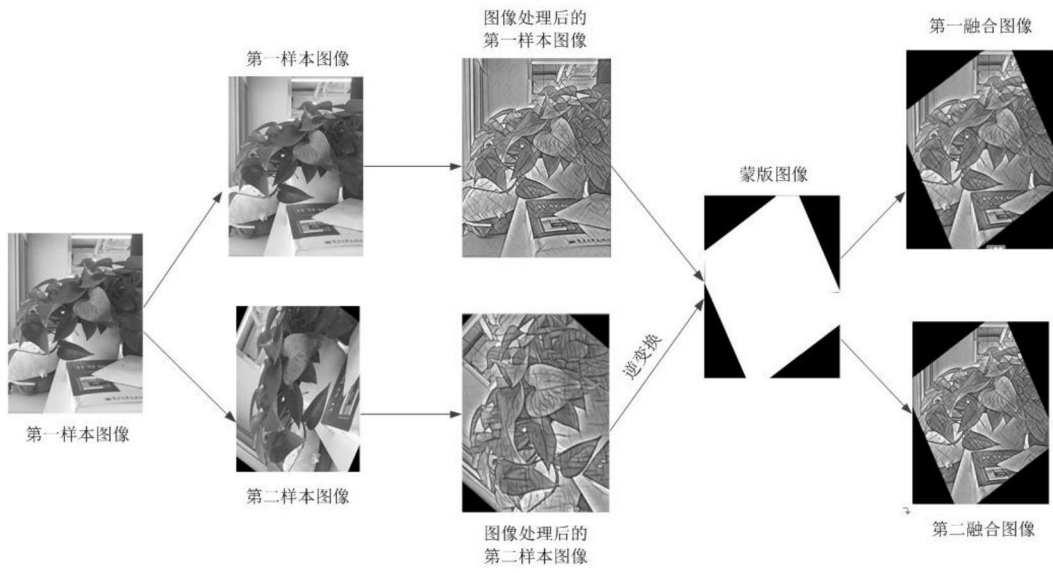 图像处理后的
第一样本图像
第一融合图像
第一样本图像
蒙版图像
第一样本图像
逆变换
第二样本图像
图像处理后的
第二样本图像
第二融合图像